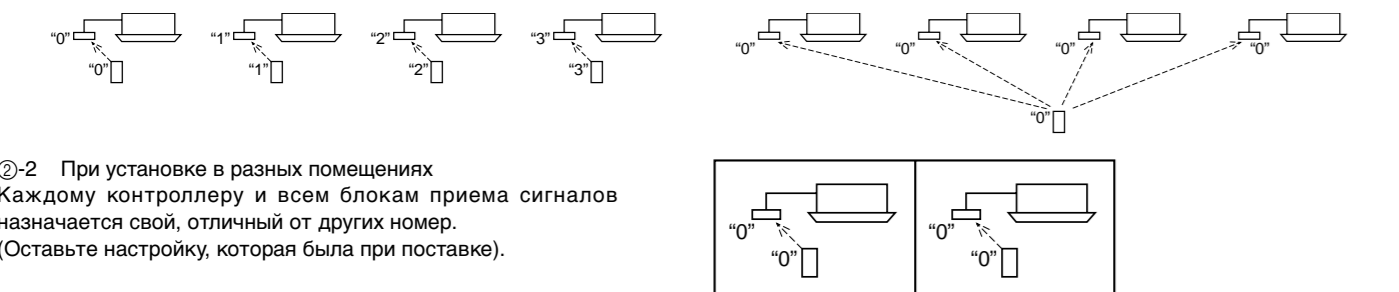 “0” “1” “2” “3” “0” “0” “0” “0”
“0” “1” “2” “3”
“0”
②-2 При установке в разных помещениях
Каждому контроллеру и всем блокам приема сигналов
назначается свой, отличный от других номер.
(Оставьте настройку, которая была при поставке).
“0” “0”
“0” “0”